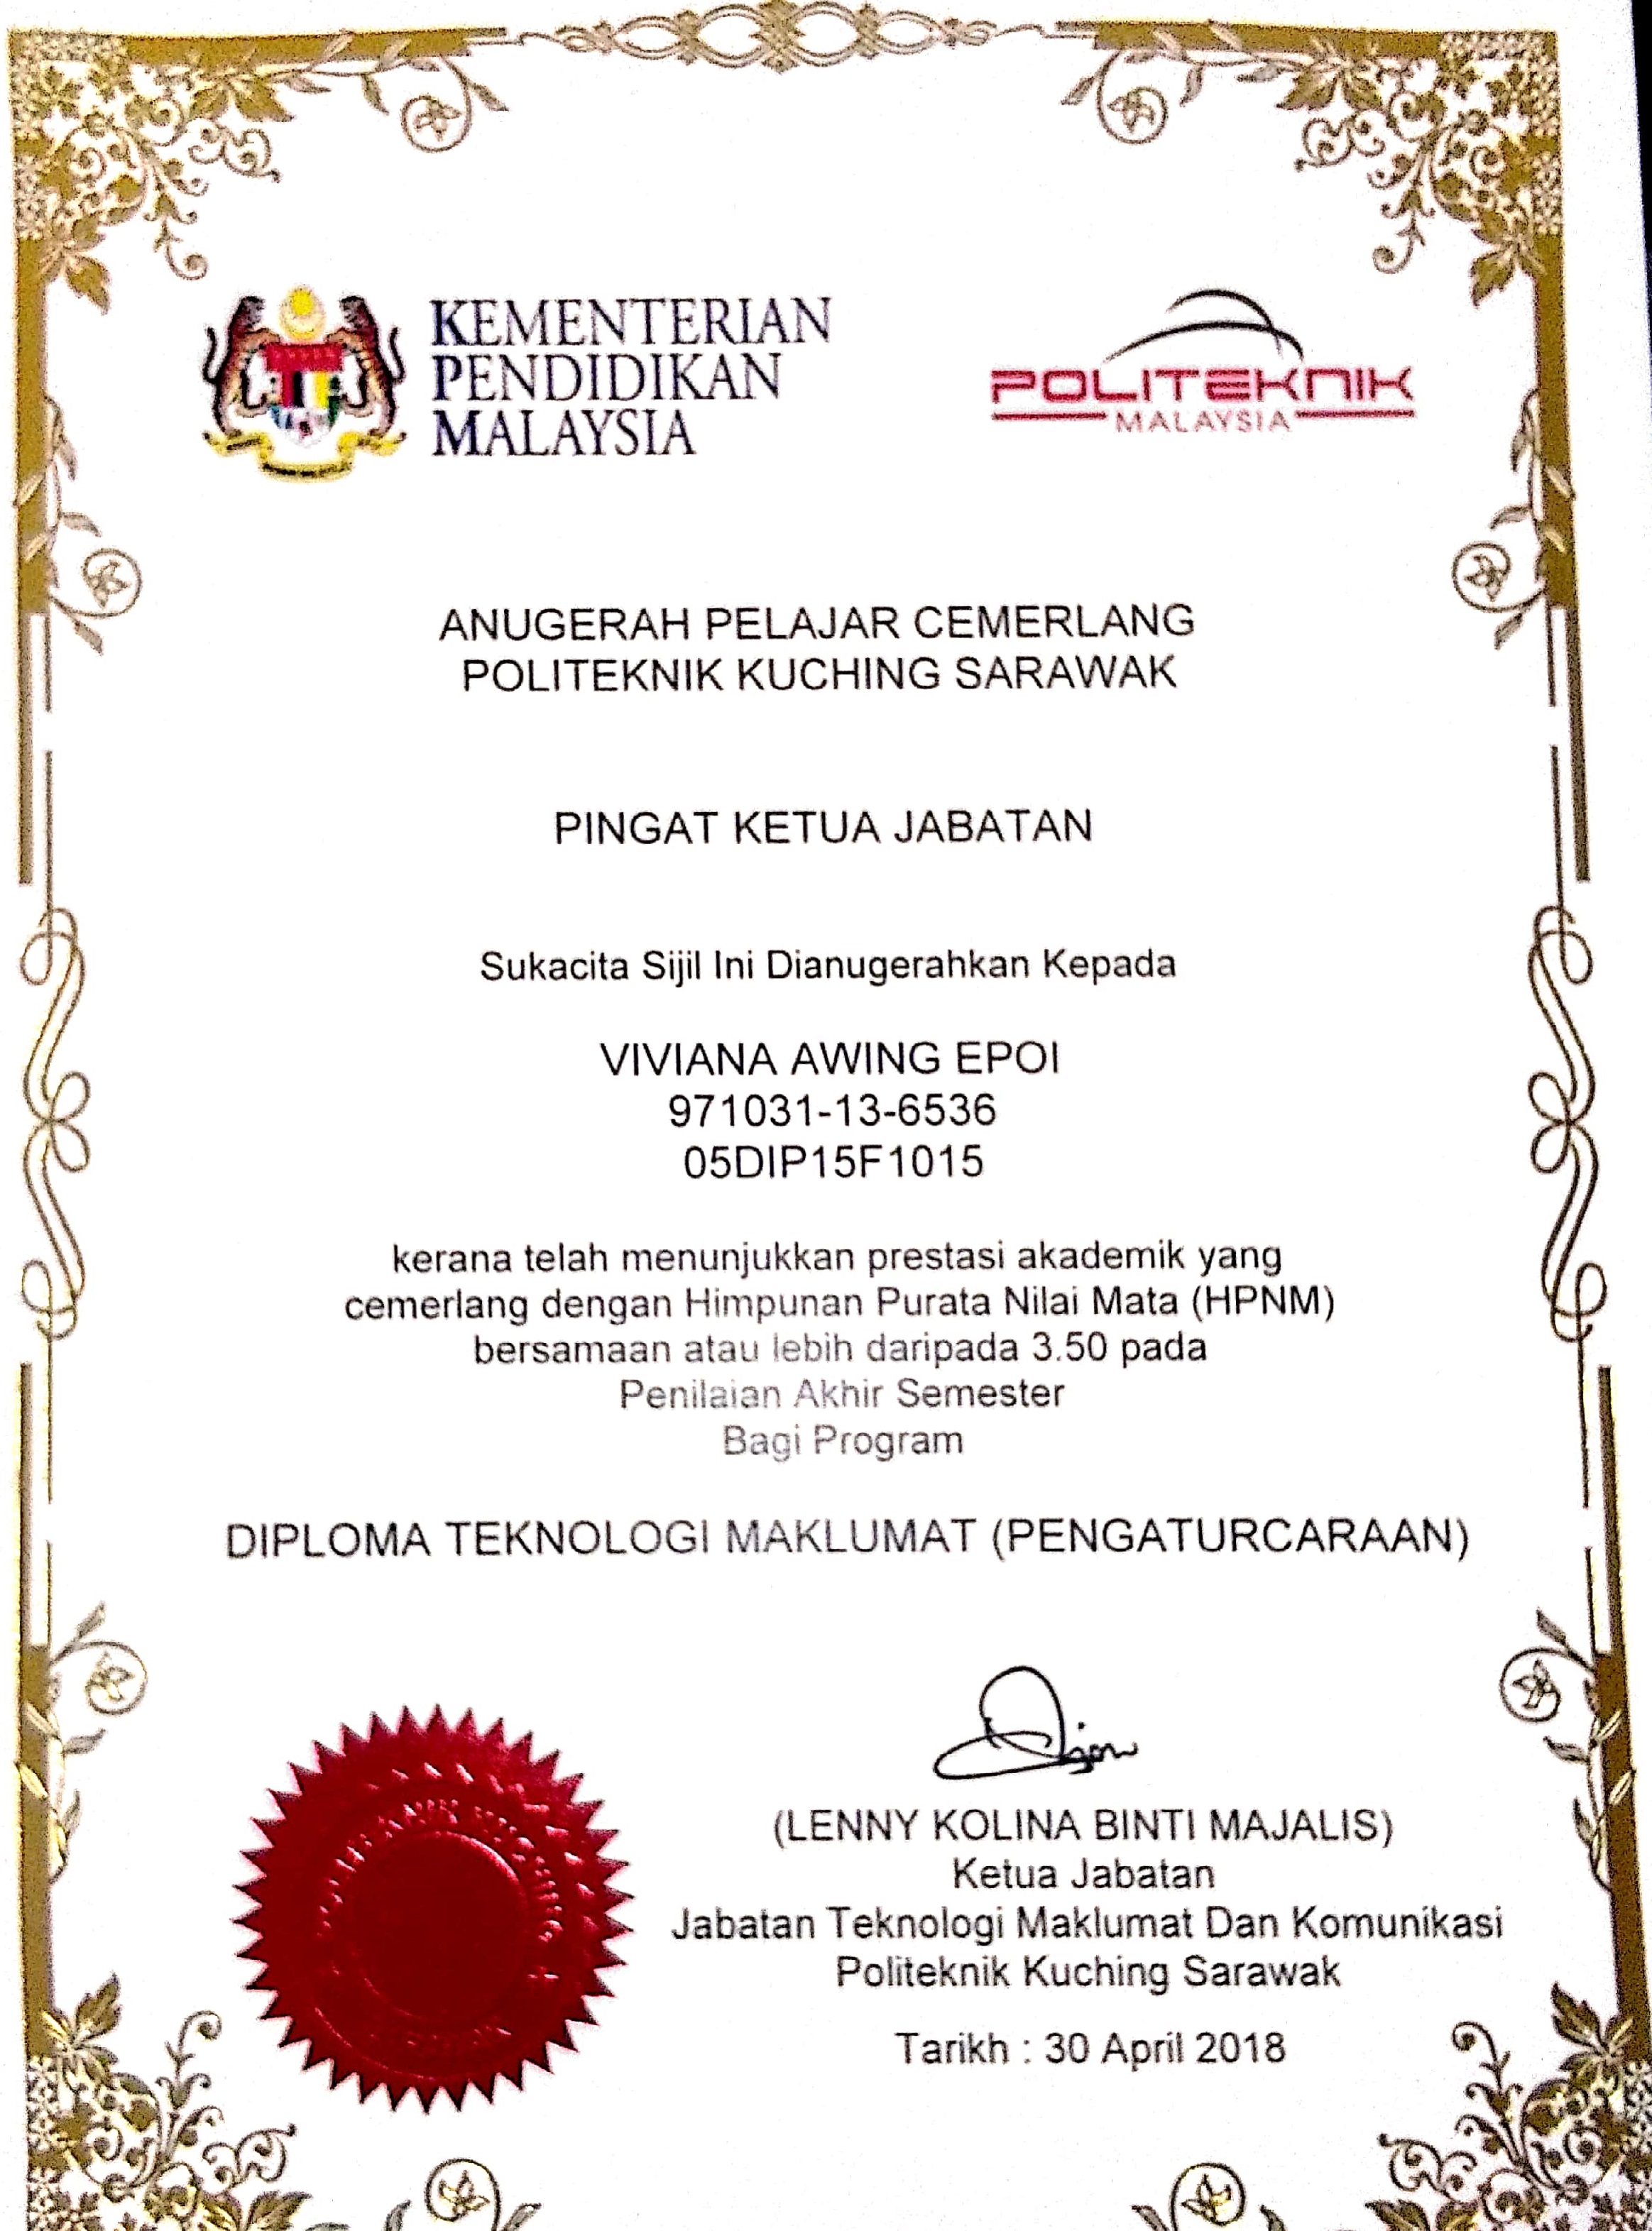 KEMENTERIAN
PENDIDIKAN
MALAYSIA
POLITEKNIK
MALAYSIA
ANUGERAH PELAJAR CEMERLANG
POLITEKNIK KUCHING SARAWAK
PINGAT KETUA JABATAN
Sukacita Sijil Ini Dianugerahkan Kepada
VIVIANA AWING EPOI
971031-13-6536
05DIP15F1015
kerana telah menunjukkan prestasi akademik yang
cemerlang dengan Himpunan Purata Nilai Mata (HPNM)
bersamaan atau lebih daripada 3.50 pada
Penilaian Akhir Semester
Bagi Program
DIPLOMA TEKNOLOGI MAKLUMAT (PENGATURCARAAN)
(LENNY KOLINA BINTI MAJALIS)
Ketua Jabatan
Jabatan Teknologi Maklumat Dan Komunikasi
Politeknik Kuching Sarawak
Tarikh : 30 April 2018